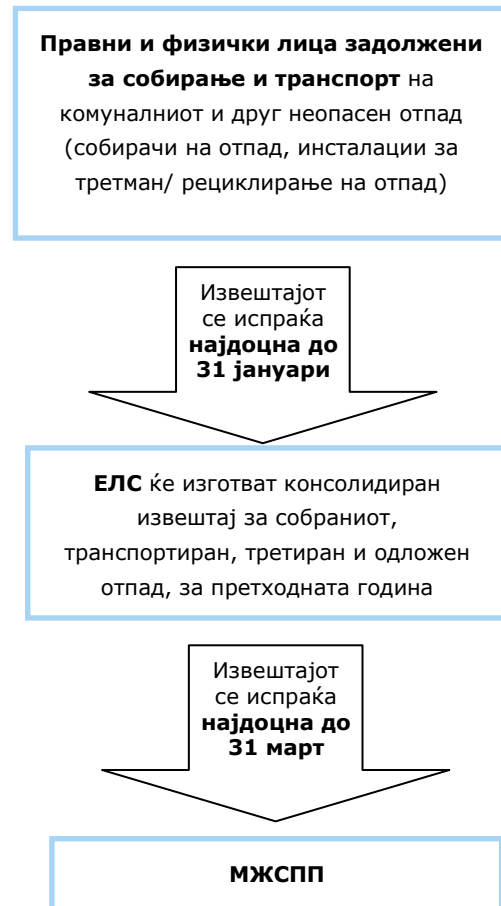 Правни и физички лица задолжени
за собирање и транспорт на
комуналниот и друг неопасен отпад
(собирачи на отпад, инсталации за
третман/ рециклирање на отпад)
Извештајот
се испраќа
најдоцна до
31 јануари
ЕЛС ќе изготват консолидиран
извештај за собраниот,
транспортиран, третиран и одложен
отпад, за претходната година
Извештајот
се испраќа
најдоцна до
31 март
МЖСПП